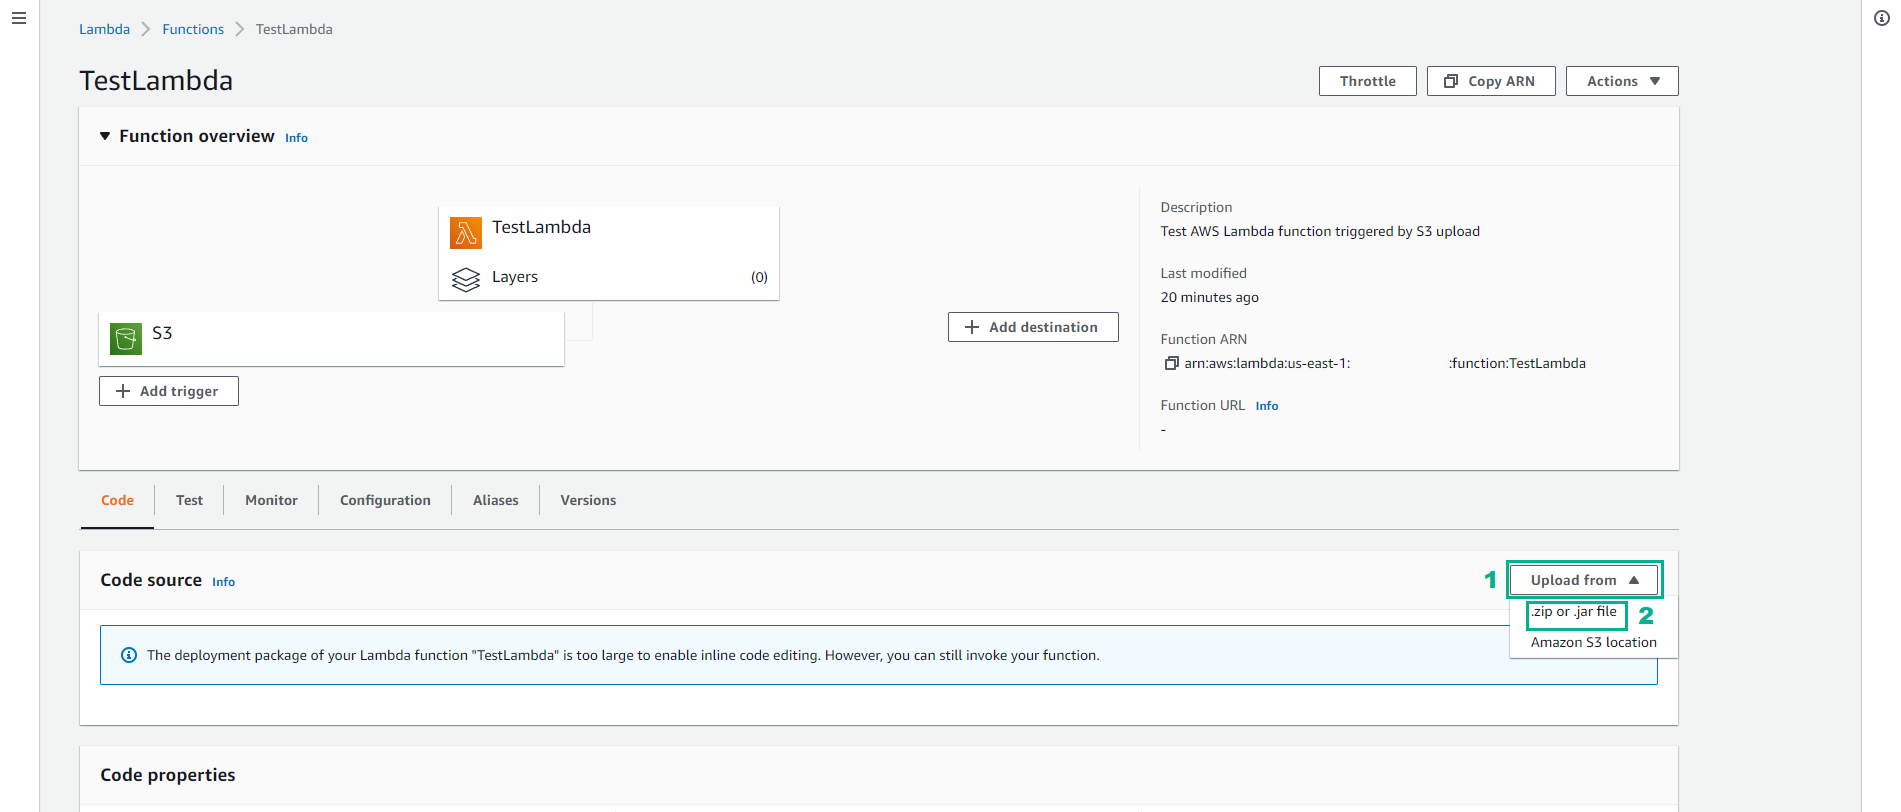 Lambda > Functions > TestLambda
TestLambda
Throttle
Copy ARN
Actions
Function overview Info
TestLambda
Layers (0)
S3
Add trigger
Add destination
Description
Test AWS Lambda function triggered by S3 upload
Last modified
20 minutes ago
Function ARN
arn:aws:lambda:us-east-1: :function:TestLambda
Function URL Info
-
Code
Test
Monitor
Configuration
Aliases
Versions
Code source Info
1 Upload from
.zip or .jar file 2
Amazon S3 location
The deployment package of your Lambda function "TestLambda" is too large to enable inline code editing. However, you can still invoke your function.
Code properties